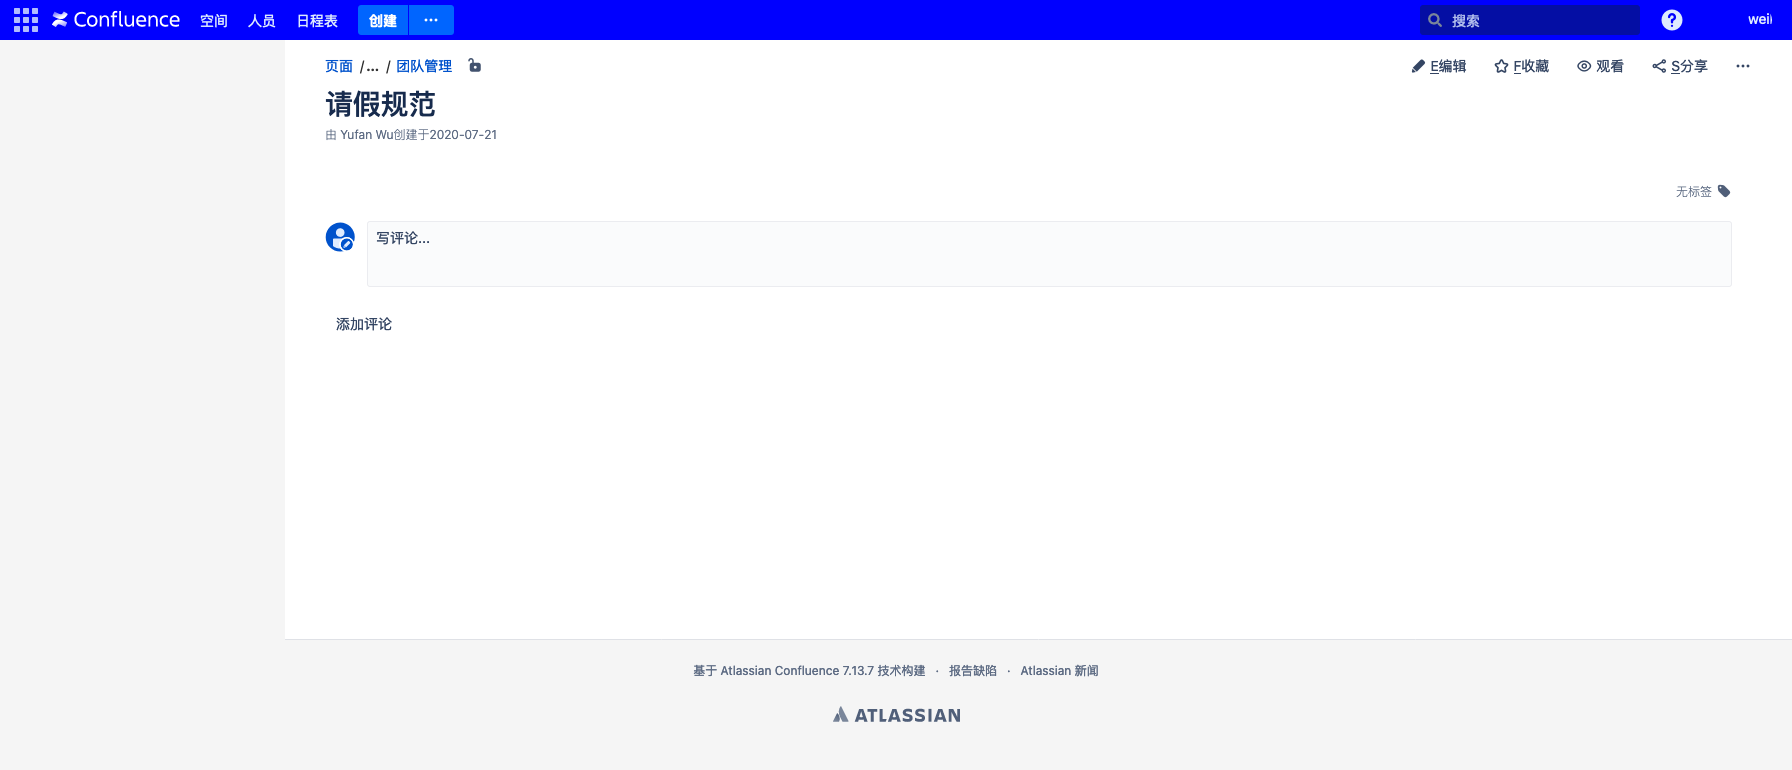 Confluence 空间 人员 日程表 创建 ··· 搜索 ? weil
页面 /... / 团队管理 E编辑 F收藏 观看 S分享 ···
请假规范
由 Yufan Wu创建于2020-07-21
无标签
写评论...
添加评论
基于 Atlassian Confluence 7.13.7 技术构建 · 报告缺陷 · Atlassian 新闻
ATLASSIAN